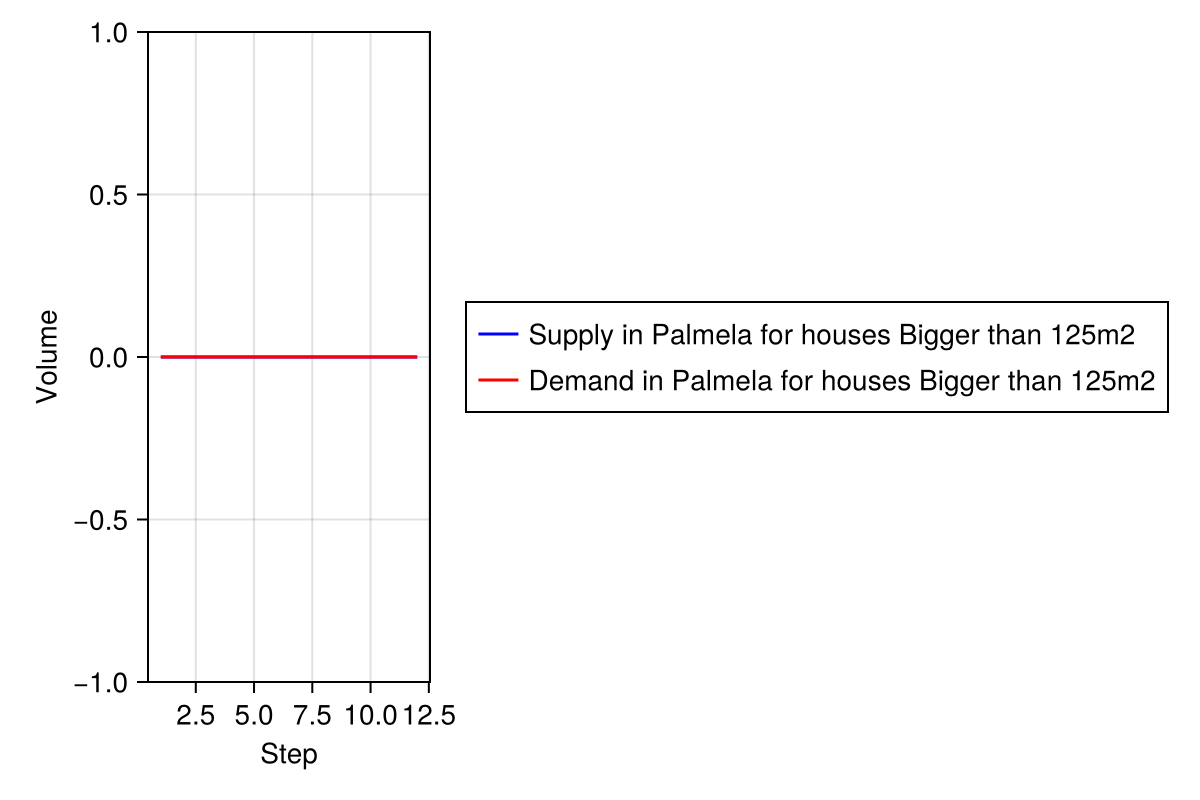 1.0
0.5
0.0
−0.5
−1.0
Volume
2.5 5.0 7.5 10.0 12.5
Step
Supply in Palmela for houses Bigger than 125m2
Demand in Palmela for houses Bigger than 125m2